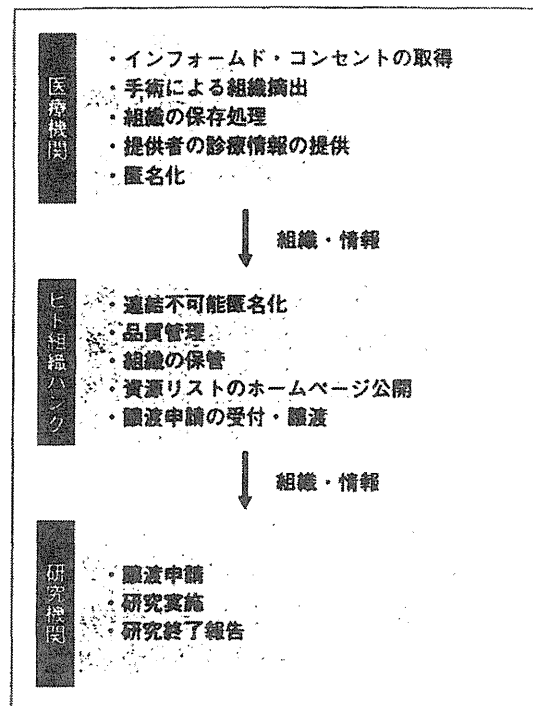 医療機関
・インフォームド・コンセントの取得
・手術による組織摘出
・組織の保存処理
・提供者の診療情報の提供
・匿名化
組織・情報
ヒト組織バンク
・連結不可能匿名化
・品質管理
・組織の保管
・資源リストのホームページ公開
・譲渡申請の受付・譲渡
組織・情報
研究機関
・譲渡申請
・研究実施
・研究終了報告